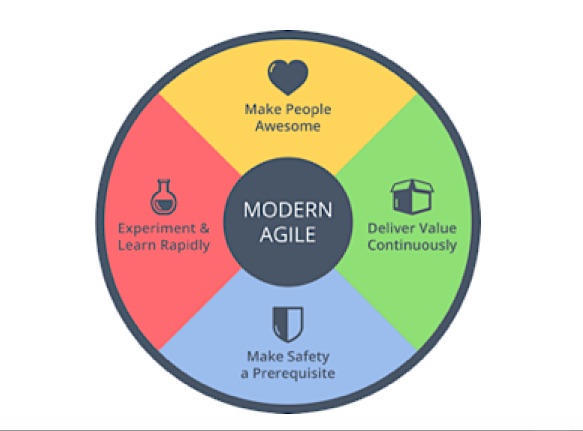 Make People
Awesome
Experiment &
Learn Rapidly
MODERN
AGILE
Deliver Value
Continuously
Make Safety
a Prerequisite